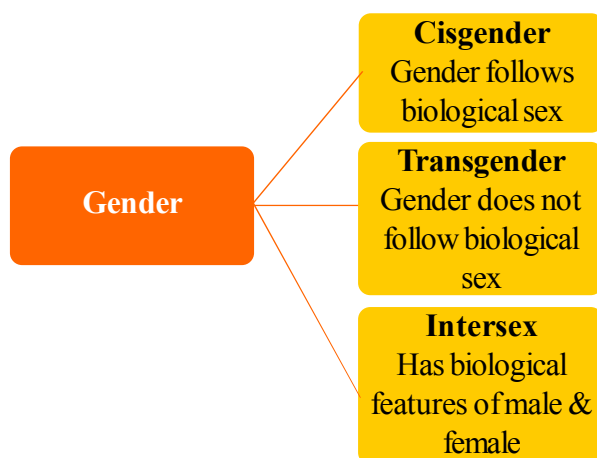 Cisgender
Gender follows
biological sex
Gender
Transgender
Gender does not
follow biological
sex
Intersex
Has biological
features of male &
female